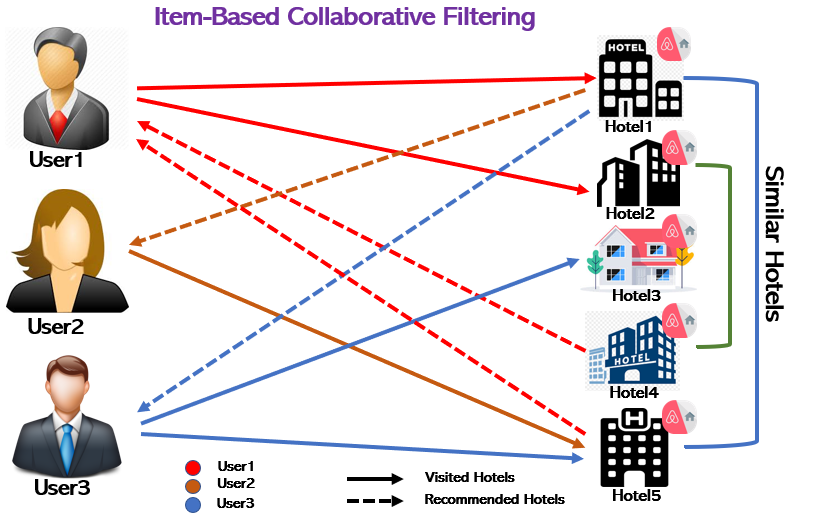 Item-Based Collaborative Filtering
User1
User2
User3
HOTEL
Hotel1
Hotel2
Hotel3
HOTEL
Hotel4
H
Hotel5
Similar Hotels
User1
User2
User3
Visited Hotels
Recommended Hotels